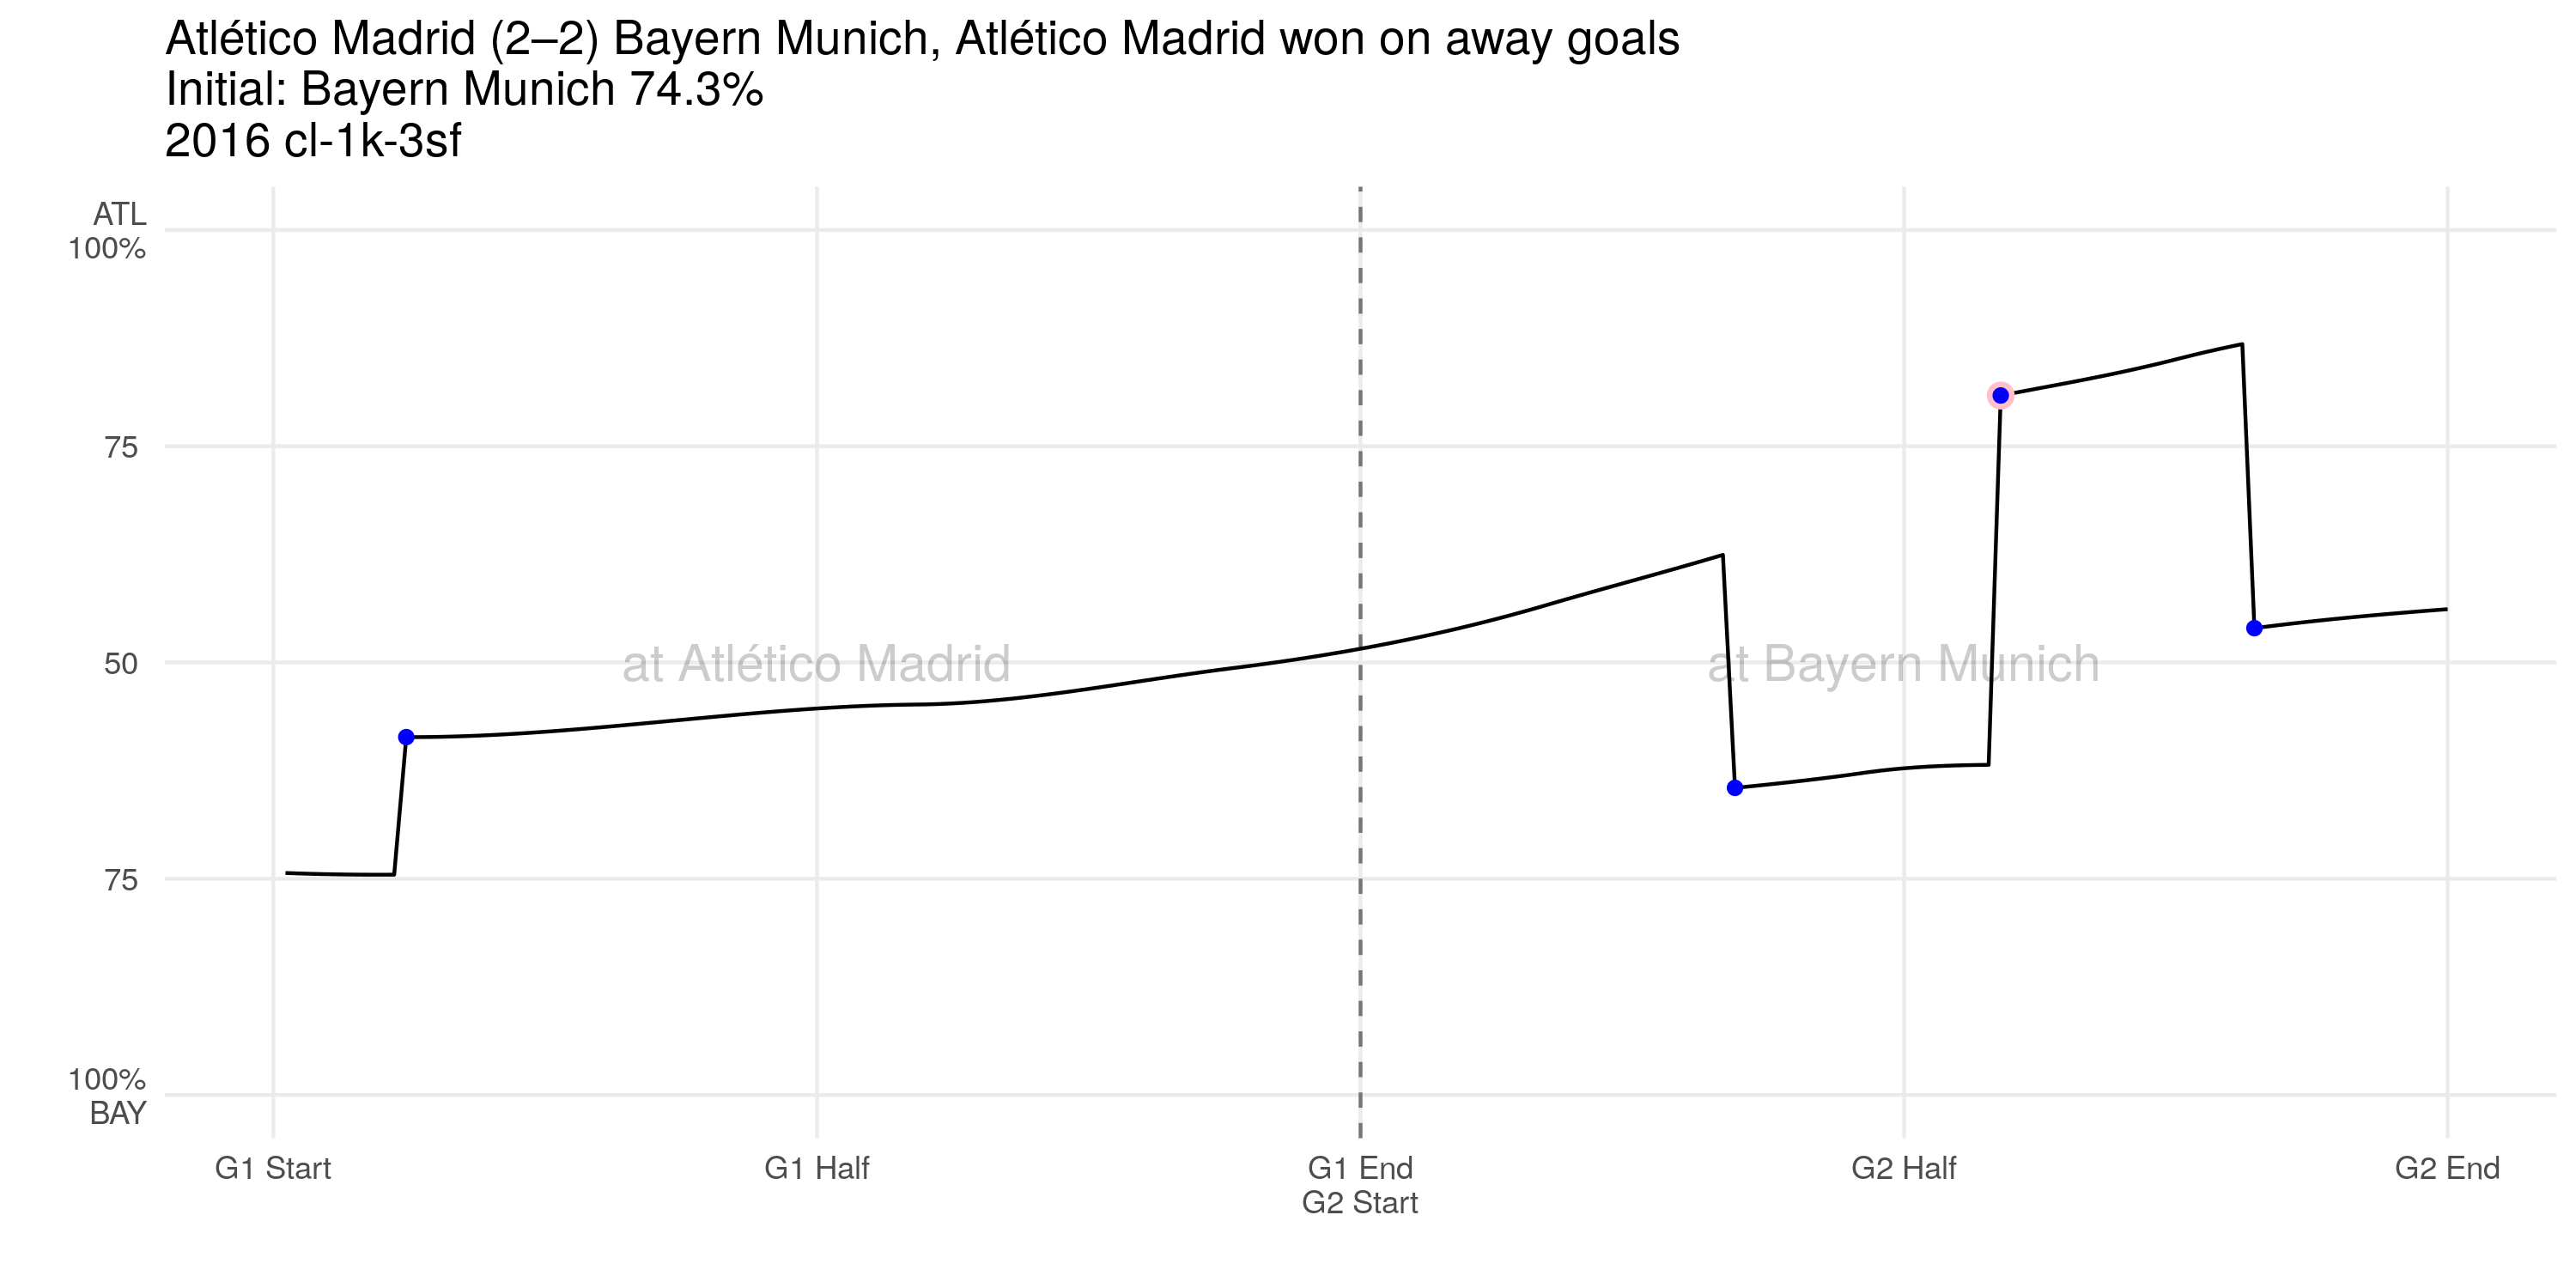 Atlético Madrid (2–2) Bayern Munich, Atlético Madrid won on away goals
Initial: Bayern Munich 74.3%
2016 cl-1k-3sf
ATL
100%
75
50
75
100%
BAY
at Atlético Madrid
at Bayern Munich
G1 Start
G1 Half
G1 End
G2 Start
G2 Half
G2 End